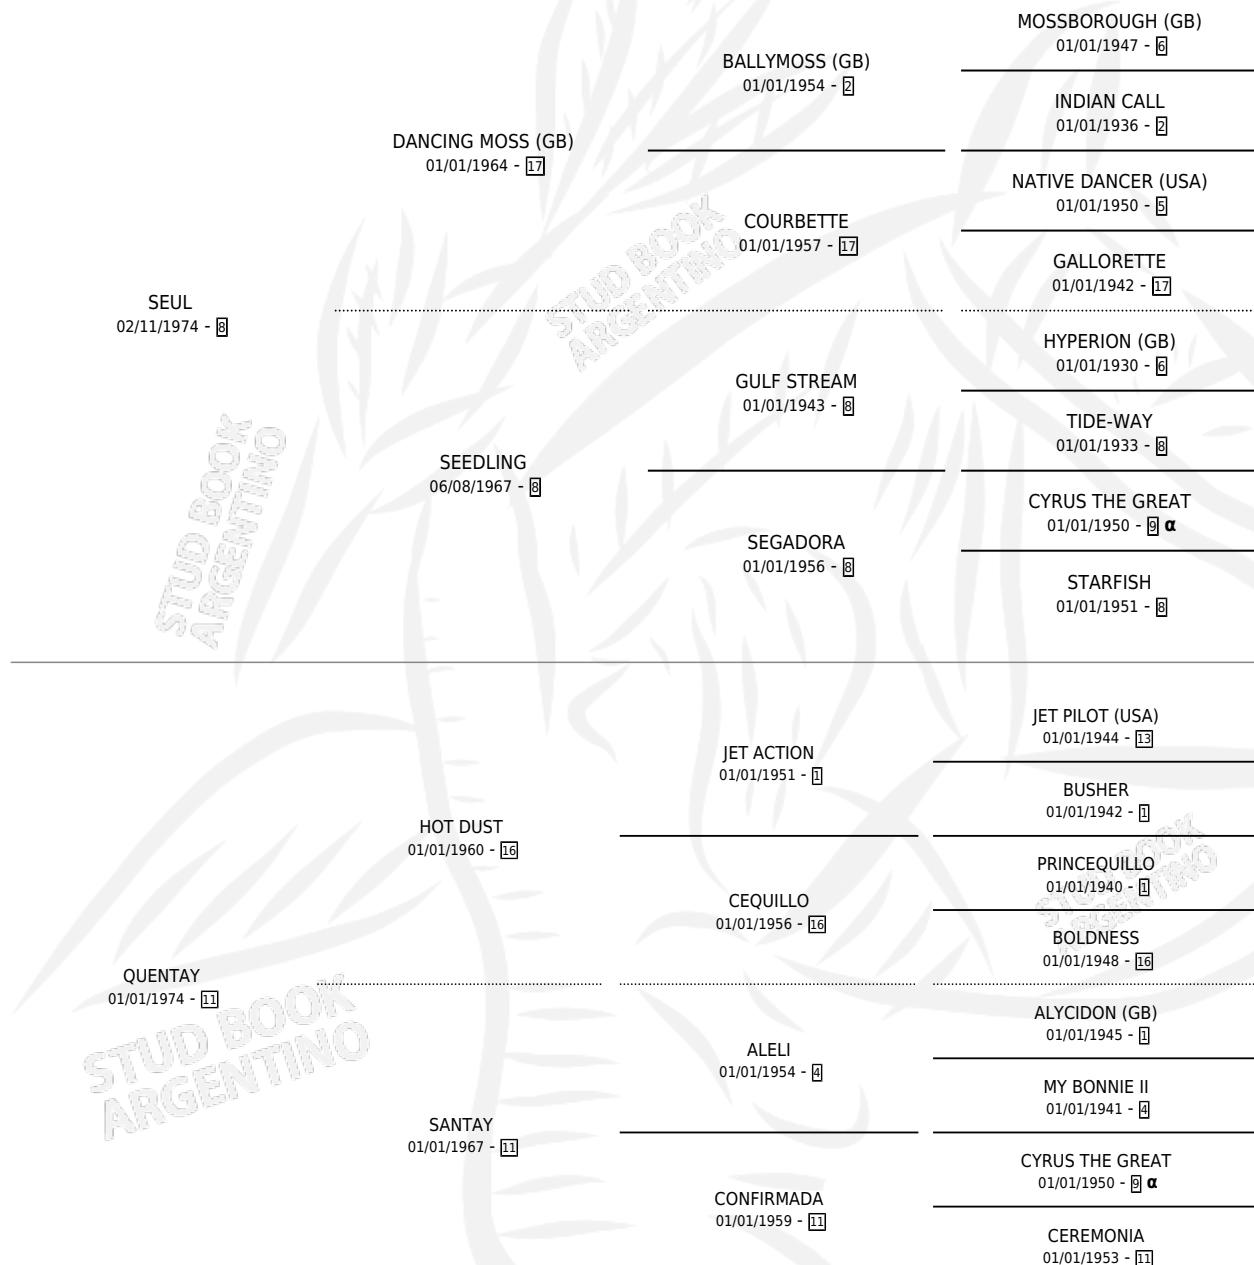 MOSSBOROUGH (GB)
01/01/1947 - 6
BALLYMOSS (GB)
01/01/1954 - 2
INDIAN CALL
01/01/1936 - 2
DANCING MOSS (GB)
01/01/1964 - 17
NATIVE DANCER (USA)
01/01/1950 - 5
COURBETTE
01/01/1957 - 17
GALLORETTE
01/01/1942 - 17
SEUL
02/11/1974 - 8
HYPERION (GB)
01/01/1930 - 6
GULF STREAM
01/01/1943 - 8
TIDE-WAY
01/01/1933 - 8
SEEDLING
06/08/1967 - 8
CYRUS THE GREAT
01/01/1950 - 9 α
SEGADORA
01/01/1956 - 8
STARFISH
01/01/1951 - 8
JET PILOT (USA)
01/01/1944 - 13
JET ACTION
01/01/1951 - 1
BUSHER
01/01/1942 - 1
HOT DUST
01/01/1960 - 16
PRINCEQUILLO
01/01/1940 - 1
CEQUILLO
01/01/1956 - 16
BOLDNESS
01/01/1948 - 16
QUENTAY
01/01/1974 - 11
ALYCIDON (GB)
01/01/1945 - 1
ALELI
01/01/1954 - 4
MY BONNIE II
01/01/1941 - 4
SANTAY
01/01/1967 - 11
CYRUS THE GREAT
01/01/1950 - 9 α
CONFIRMADA
01/01/1959 - 11
CEREMONIA
01/01/1953 - 11
STUD BOOK
ARGENTINO
STUD BOOK
ARGENTINO
STUD BOOK
ARGENTINO
STUD BOOK
ARGENTINO